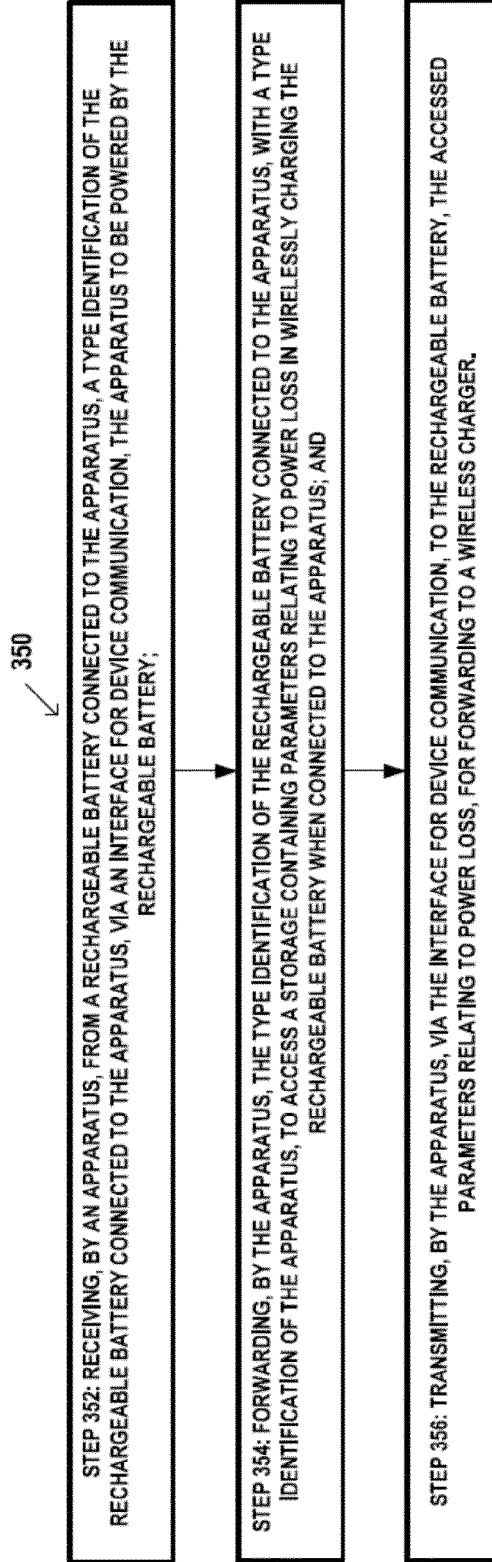 350
STEP 352: RECEIVING, BY AN APPARATUS, FROM A RECHARGEABLE BATTERY CONNECTED TO THE APPARATUS, A TYPE IDENTIFICATION OF THE
RECHARGEABLE BATTERY CONNECTED TO THE APPARATUS, VIA AN INTERFACE FOR DEVICE COMMUNICATION, THE APPARATUS TO BE POWERED BY THE
RECHARGEABLE BATTERY;
STEP 354: FORWARDING, BY THE APPARATUS, THE TYPE IDENTIFICATION OF THE RECHARGEABLE BATTERY CONNECTED TO THE APPARATUS, WITH A TYPE
IDENTIFICATION OF THE APPARATUS, TO ACCESS A STORAGE CONTAINING PARAMETERS RELATING TO POWER LOSS IN WIRELESSLY CHARGING THE
RECHARGEABLE BATTERY WHEN CONNECTED TO THE APPARATUS; AND
STEP 356: TRANSMITTING, BY THE APPARATUS, VIA THE INTERFACE FOR DEVICE COMMUNICATION, TO THE RECHARGEABLE BATTERY, THE ACCESSED
PARAMETERS RELATING TO POWER LOSS, FOR FORWARDING TO A WIRELESS CHARGER.